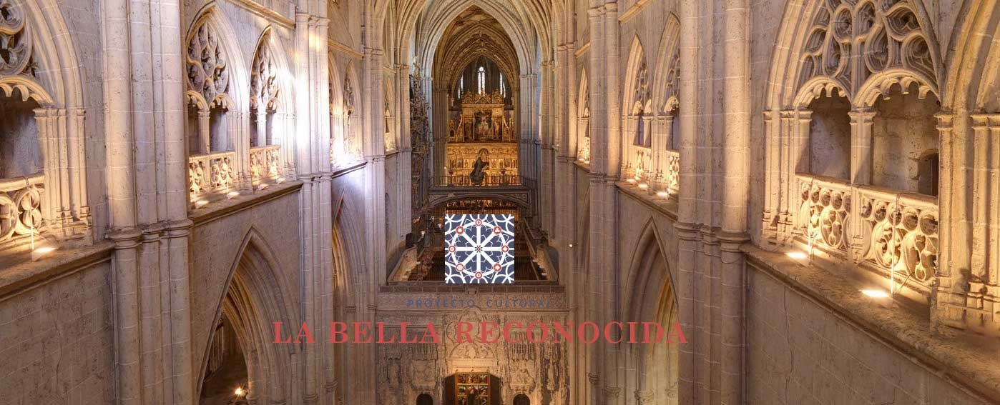 PROYECTO CULTURAL
LA BELLA RECONOCIDA